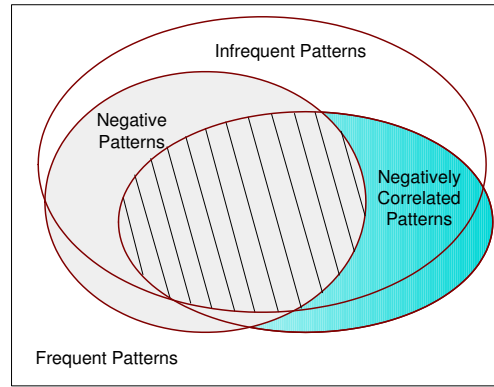 Infrequent Patterns
Negative
Patterns
Negatively
Correlated
Patterns
Frequent Patterns